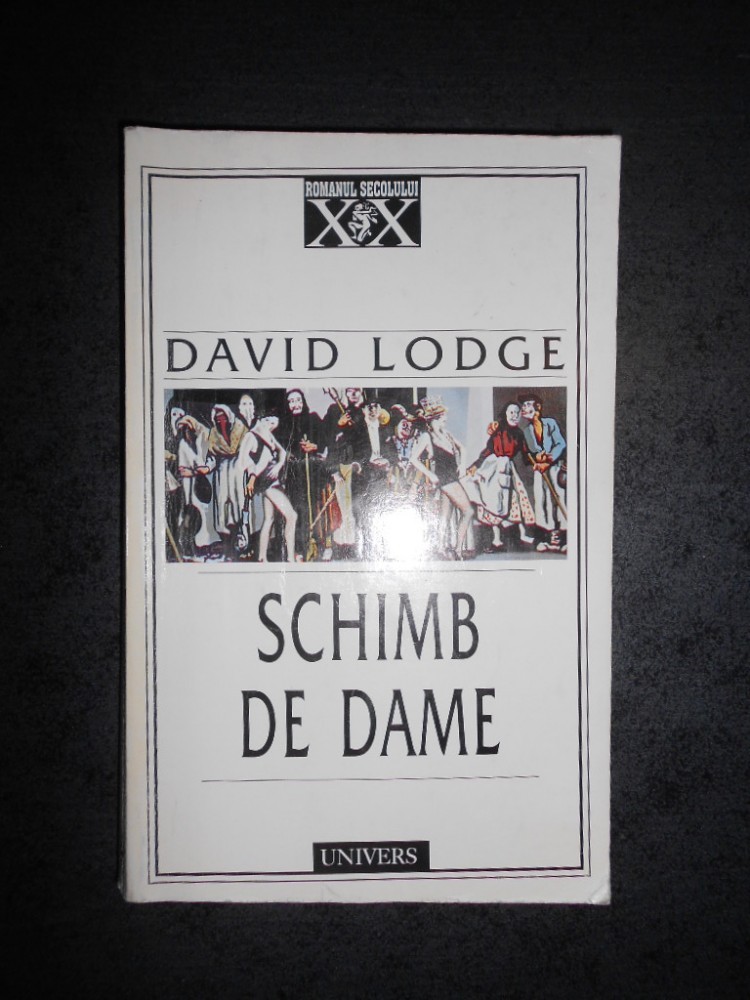 ROMANUL SECOLULUI
XX
DAVID LODGE
SCHIMB
DE DAME
UNIVERS